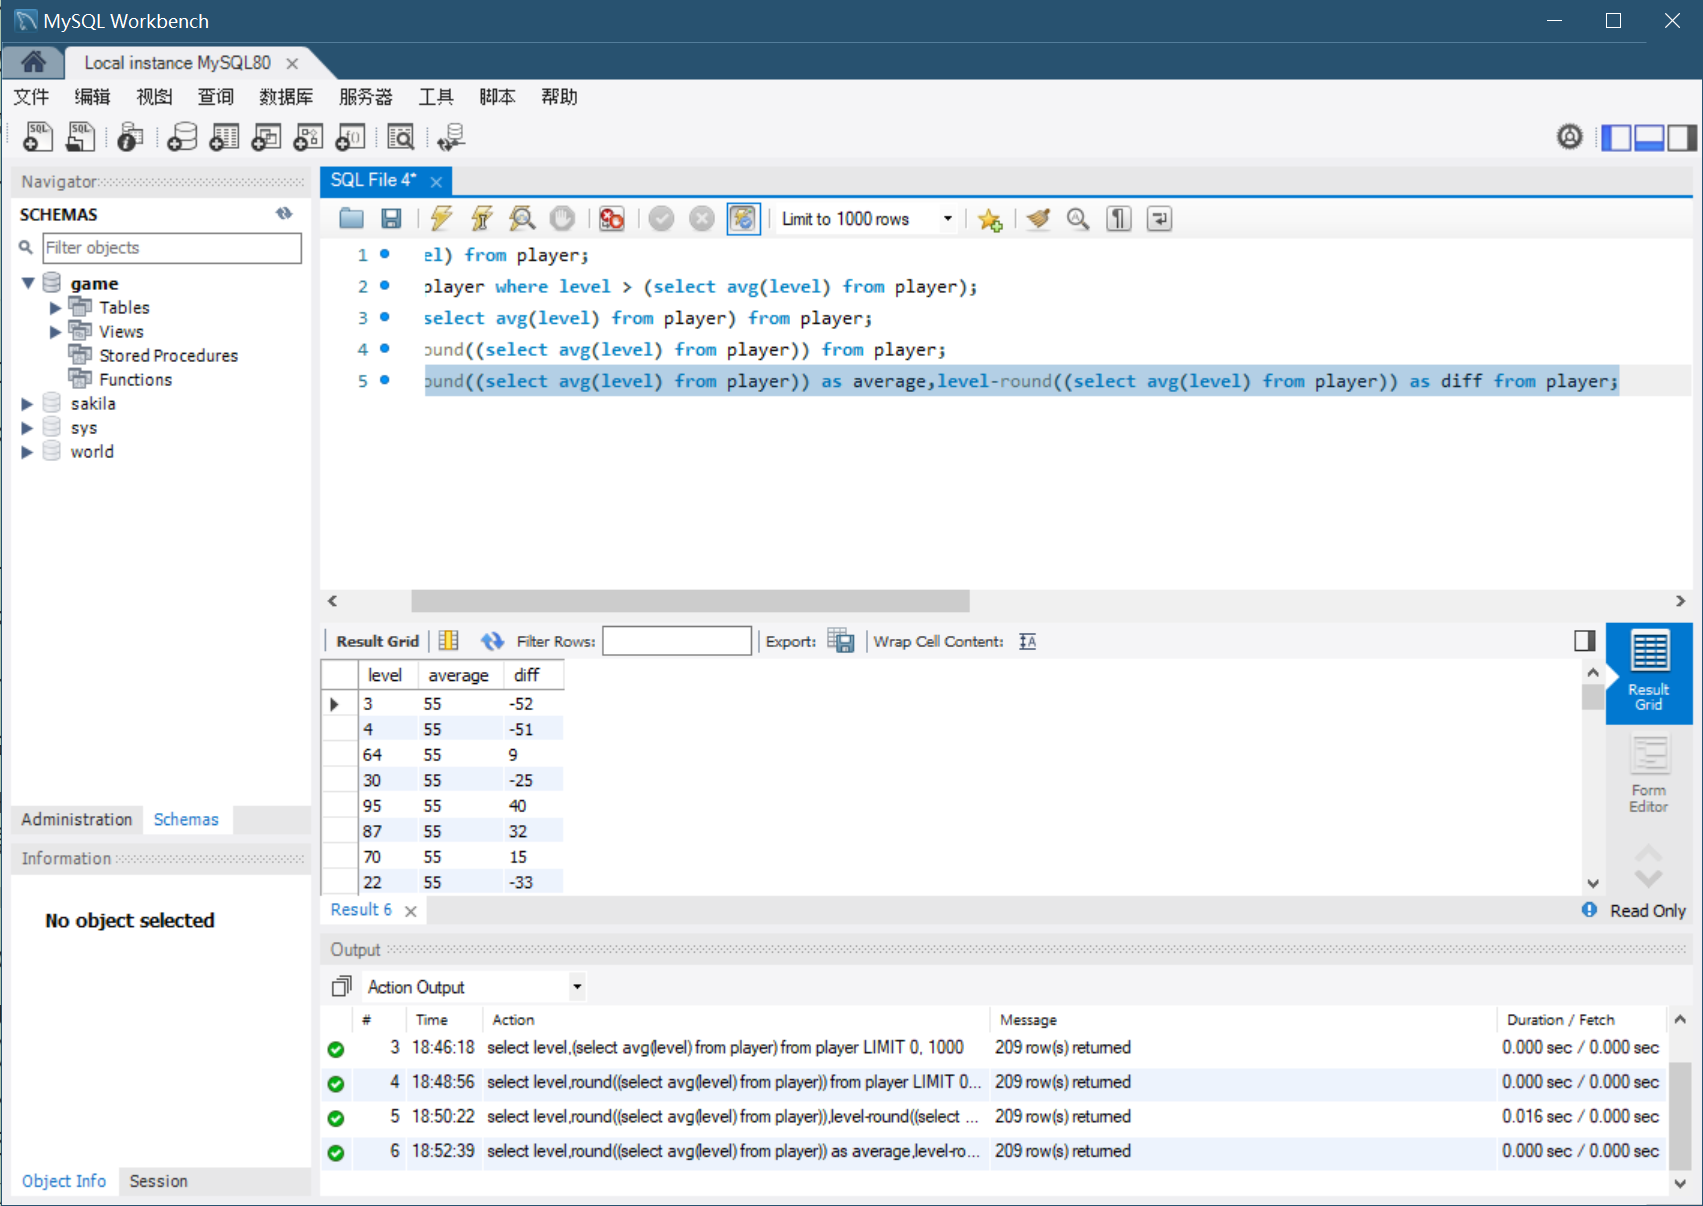 MySQL Workbench
Local instance MySQL80
文件 编辑 视图 查询 数据库 服务器 工具 脚本 帮助
Navigator
SCHEMAS
Filter objects
game
Tables
Views
Stored Procedures
Functions
sakila
sys
world
Administration Schemas
Information
No object selected
Object Info Session
SQL File 4*
Limit to 1000 rows
1 el) from player;
2 player where level > (select avg(level) from player);
3 select avg(level) from player) from player;
4 ound((select avg(level) from player)) from player;
5 ound((select avg(level) from player)) as average,level-round((select avg(level) from player)) as diff from player;
Result Grid Filter Rows: Export: Wrap Cell Content:
level average diff
3 55 -52
4 55 -51
64 55 9
30 55 -25
95 55 40
87 55 32
70 55 15
22 55 -33
Result Grid
Form Editor
Result 6
Read Only
Output
Action Output
# Time Action Message Duration / Fetch
3 18:46:18 select level,(select avg(level) from player) from player LIMIT 0, 1000 209 row(s) returned 0.000 sec / 0.000 sec
4 18:48:56 select level,round((select avg(level) from player)) from player LIMIT 0... 209 row(s) returned 0.000 sec / 0.000 sec
5 18:50:22 select level,round((select avg(level) from player)),level-round((select ... 209 row(s) returned 0.016 sec / 0.000 sec
6 18:52:39 select level,round((select avg(level) from player)) as average,level-ro... 209 row(s) returned 0.000 sec / 0.000 sec